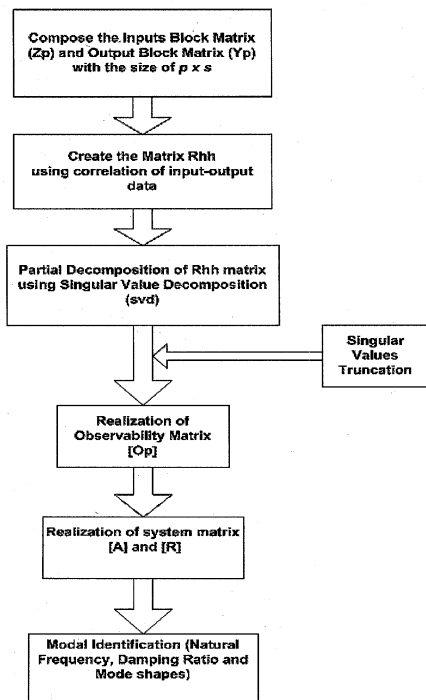 Compose the Inputs Block Matrix
(Zp) and Output Block Matrix (Yp)
with the size of p x s
Create the Matrix Rhh
using correlation of input-output
data
Partial Decomposition of Rhh matrix
using Singular Value Decomposition
(svd)
Singular
Values
Truncation
Realization of
Observability Matrix
[Op]
Realization of system matrix
[A] and [R]
Modal Identification (Natural
Frequency, Damping Ratio and
Mode shapes)